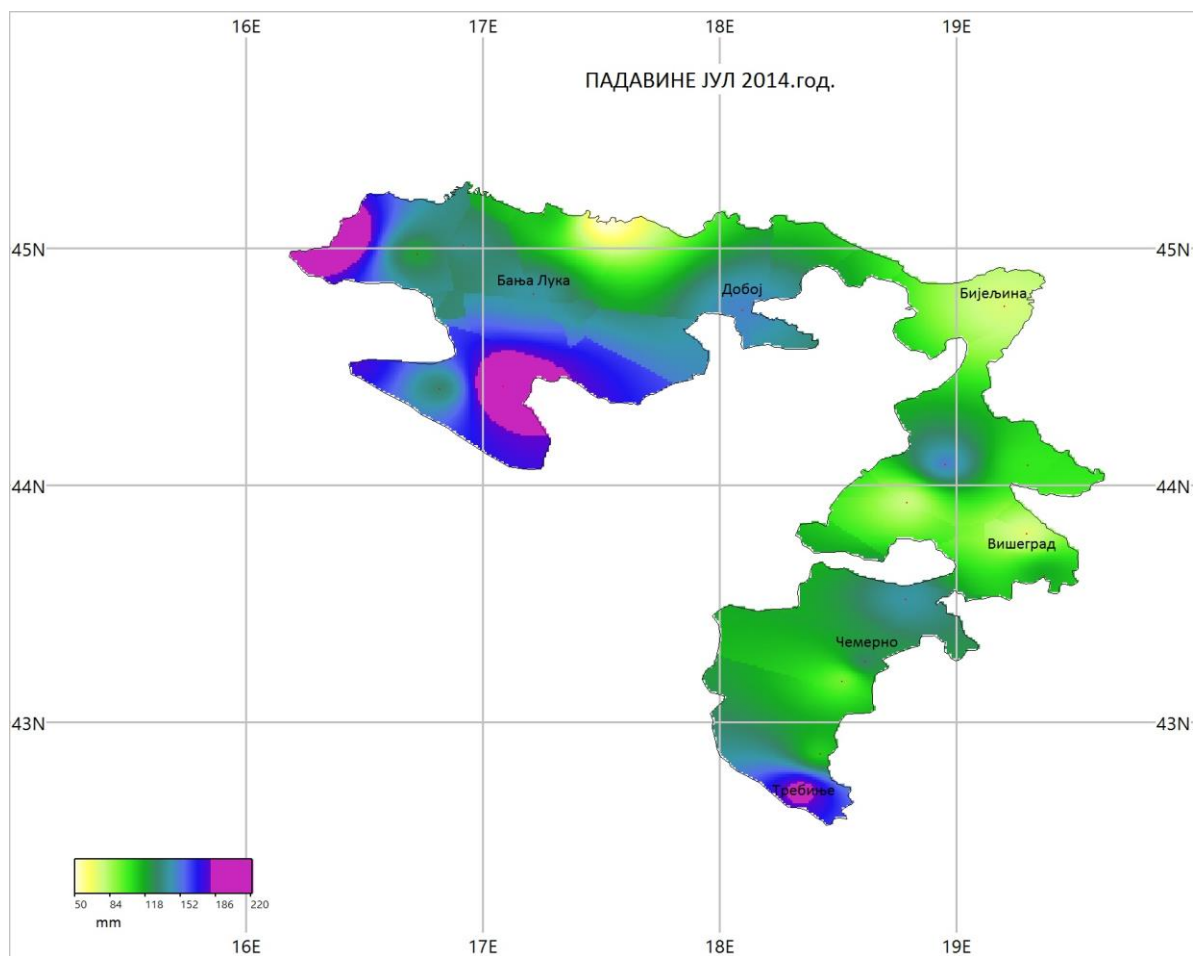 16E 17E 18E 19E
ПАДАВИНЕ ЈУЛ 2014.год.
45N 45N
Бања Лука
Добој
Бијељина
44N 44N
Вишеград
Чемерно
43N 43N
Требиње
50 84 118 152 186 220
mm
16E 17E 18E 19E